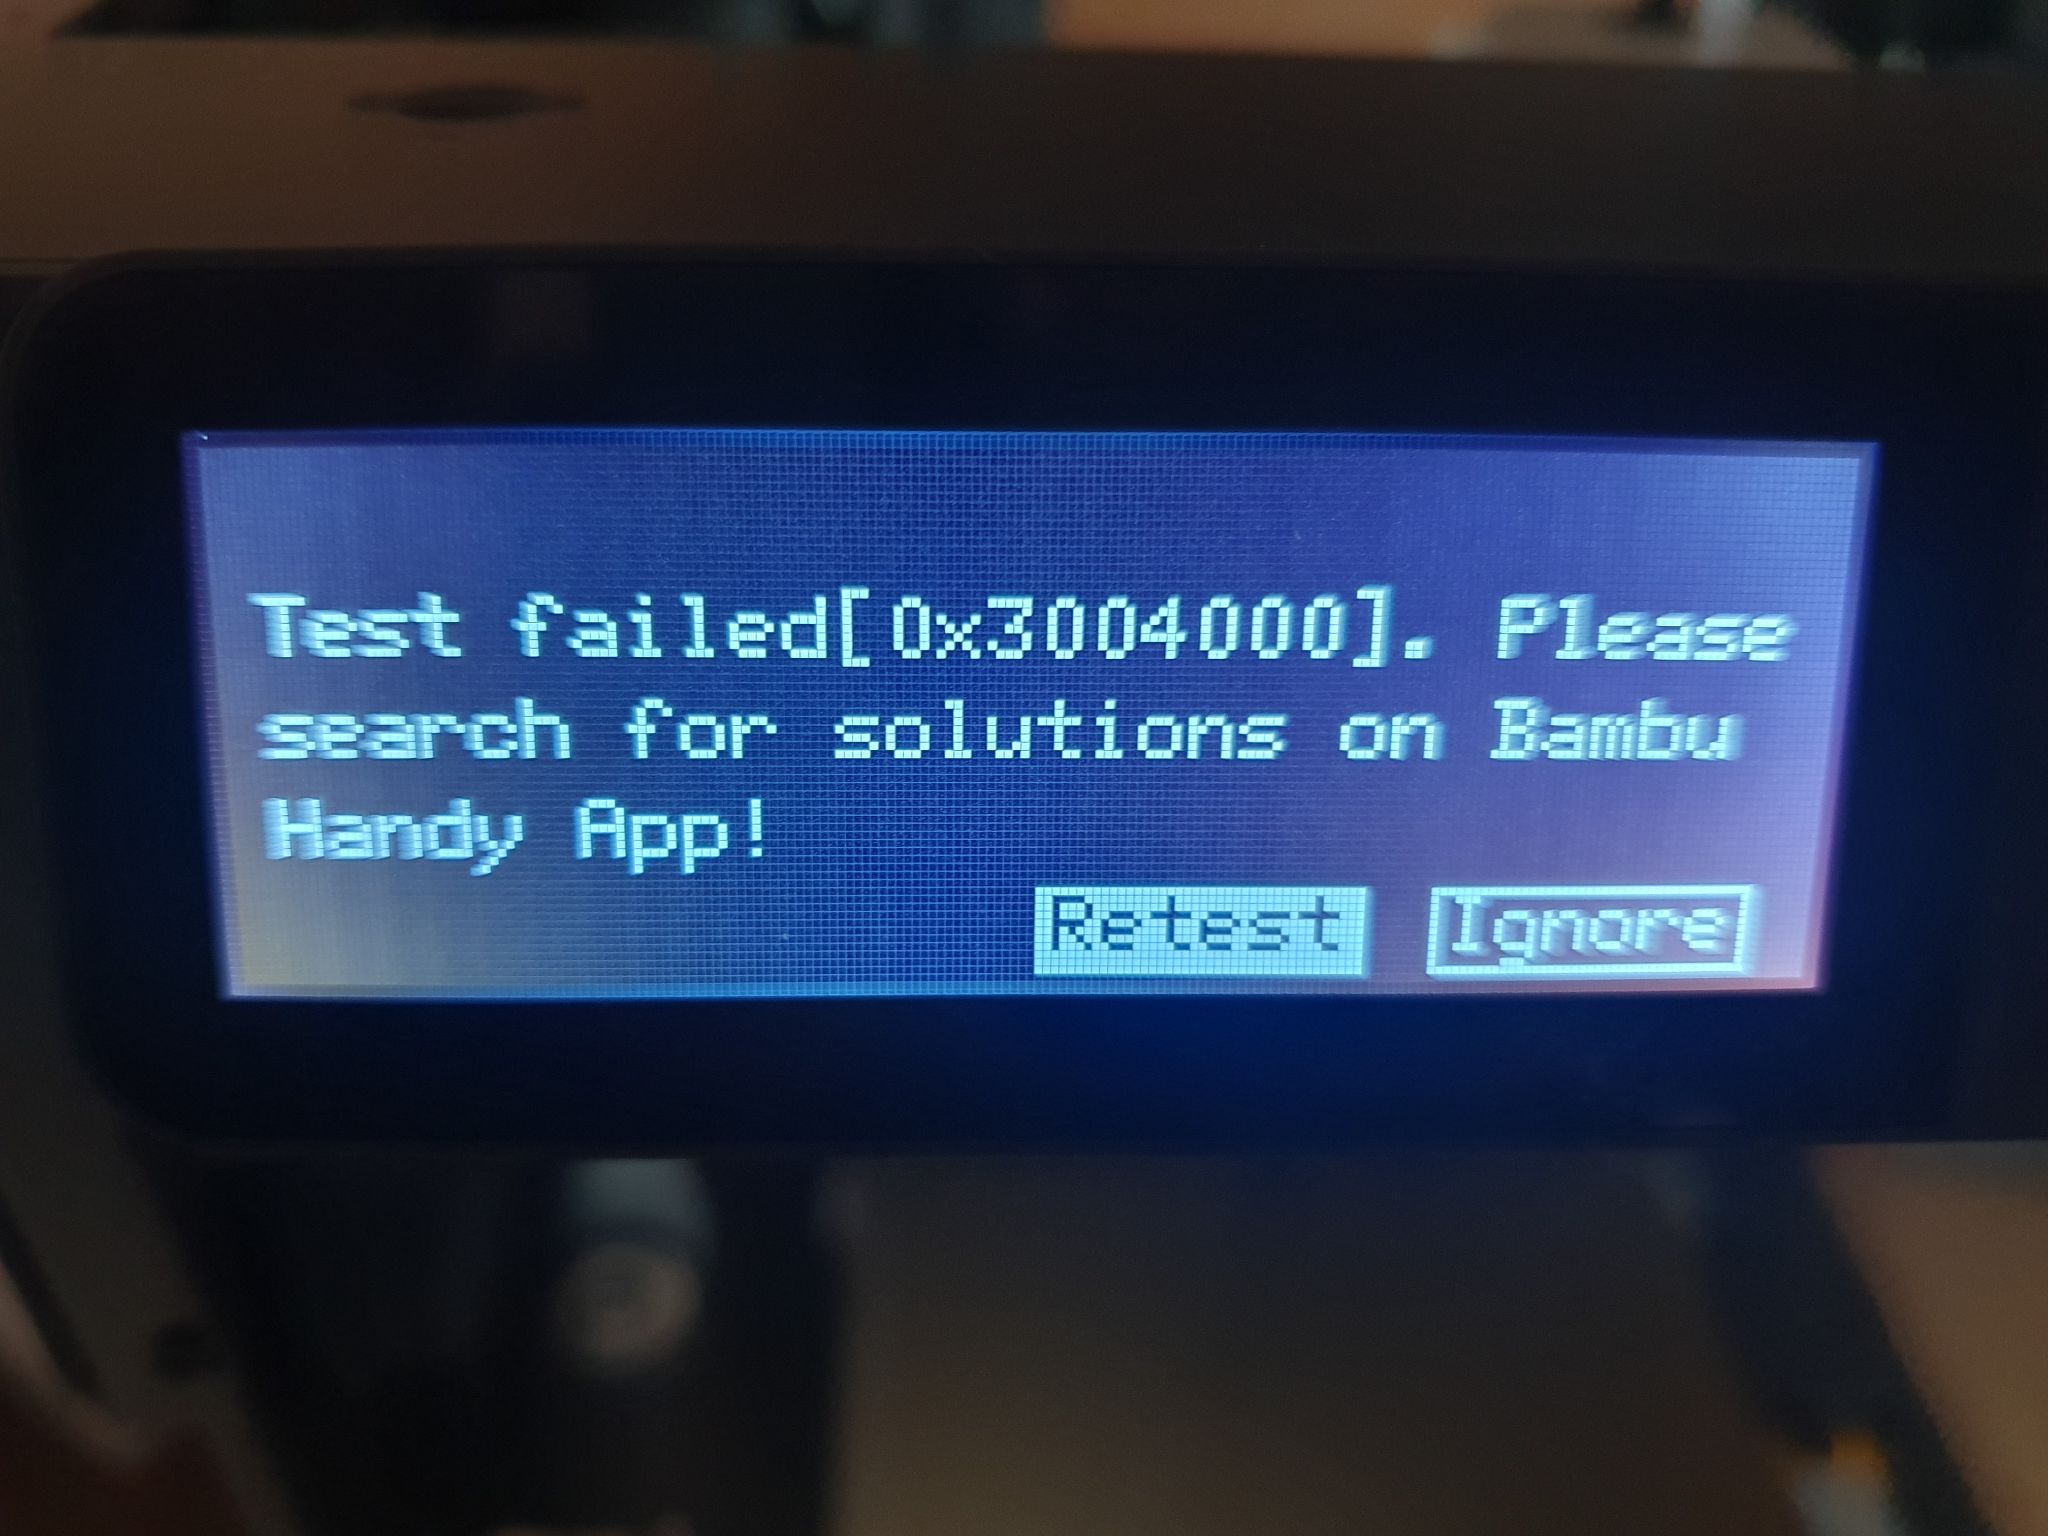 Test failed[0x3004000]. Please
search for solutions on Bambu
Handy App!
Retest Ignore